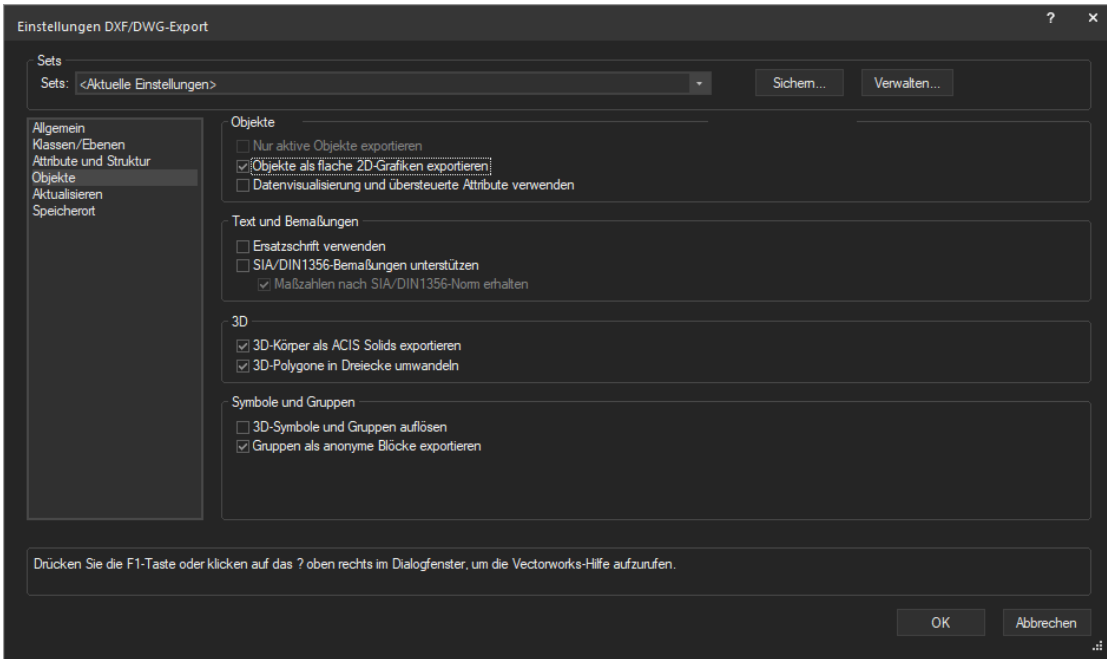 Einstellungen DXF/DWG-Export
?
×
Sets
Sets: <Aktuelle Einstellungen>
Sichern...
Verwalten...
Allgemein
Klassen/Ebenen
Attribute und Struktur
Objekte
Aktualisieren
Speicherort
Objekte
Nur aktive Objekte exportieren
Objekte als flache 2D-Grafiken exportieren
Datenvisualisierung und übersteuerte Attribute verwenden
Text und Bemaßungen
Ersatzschrift verwenden
SIA/DIN1356-Bemaßungen unterstützen
Maßzahlen nach SIA/DIN1356-Norm erhalten
3D
3D-Körper als ACIS Solids exportieren
3D-Polygone in Dreiecke umwandeln
Symbole und Gruppen
3D-Symbole und Gruppen auflösen
Gruppen als anonyme Blöcke exportieren
Drücken Sie die F1-Taste oder klicken auf das ? oben rechts im Dialogfenster, um die Vectorworks-Hilfe aufzurufen.
OK
Abbrechen